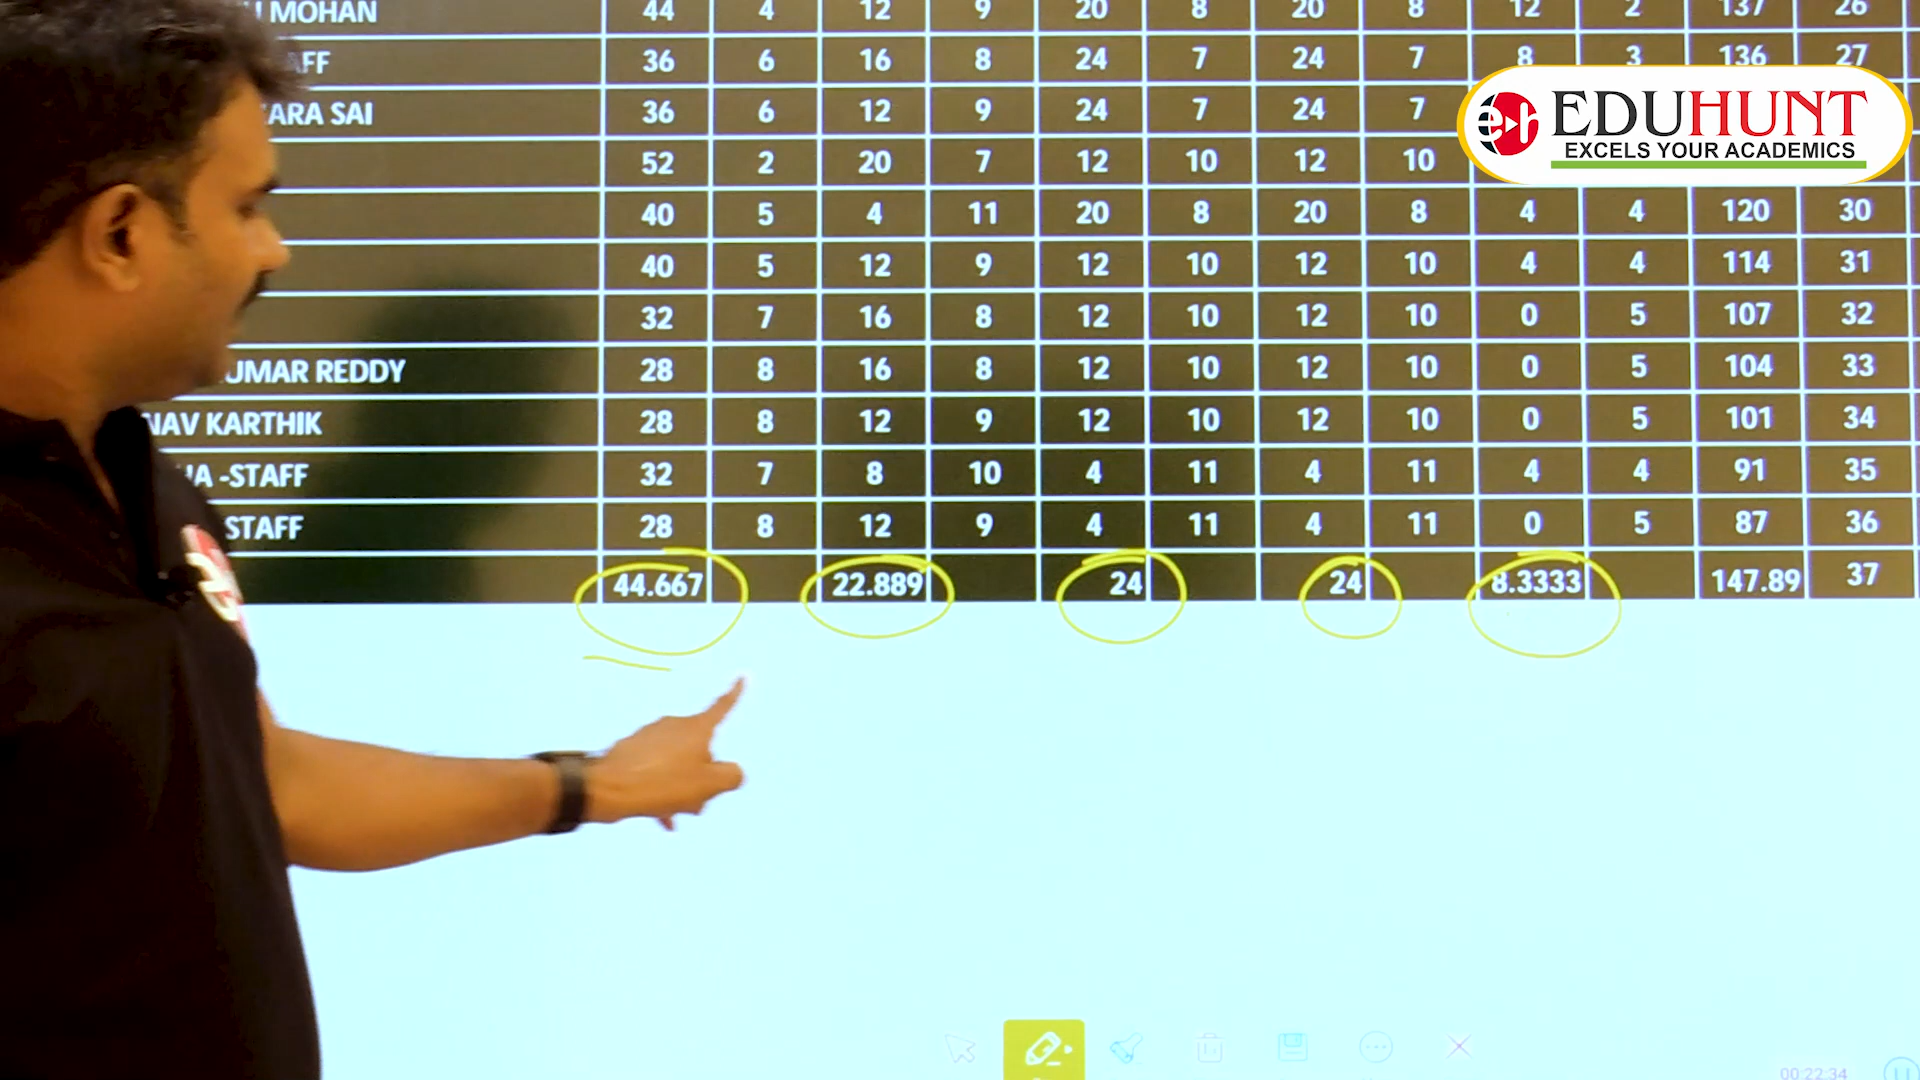 MOHAN 44 4 12 9 20 8 20 8 12 2 137 26
36 6 16 8 24 7 24 7 8 3 136 27
SAI 36 6 12 9 24 7 24 7
52 2 20 7 12 10 12 10
40 5 4 11 20 8 20 8 4 4 120 30
40 5 12 9 12 10 12 10 4 4 114 31
32 7 16 8 12 10 12 10 0 5 107 32
UMAR REDDY 28 8 16 8 12 10 12 10 0 5 104 33
NAV KARTHIK 28 8 12 9 12 10 12 10 0 5 101 34
-STAFF 32 7 8 10 4 11 4 11 4 4 91 35
STAFF 28 8 12 9 4 11 4 11 0 5 87 36
44.667 22.889 24 24 8.3333 147.89 37
EDUHUNT
EXCELS YOUR ACADEMICS
00:22:34